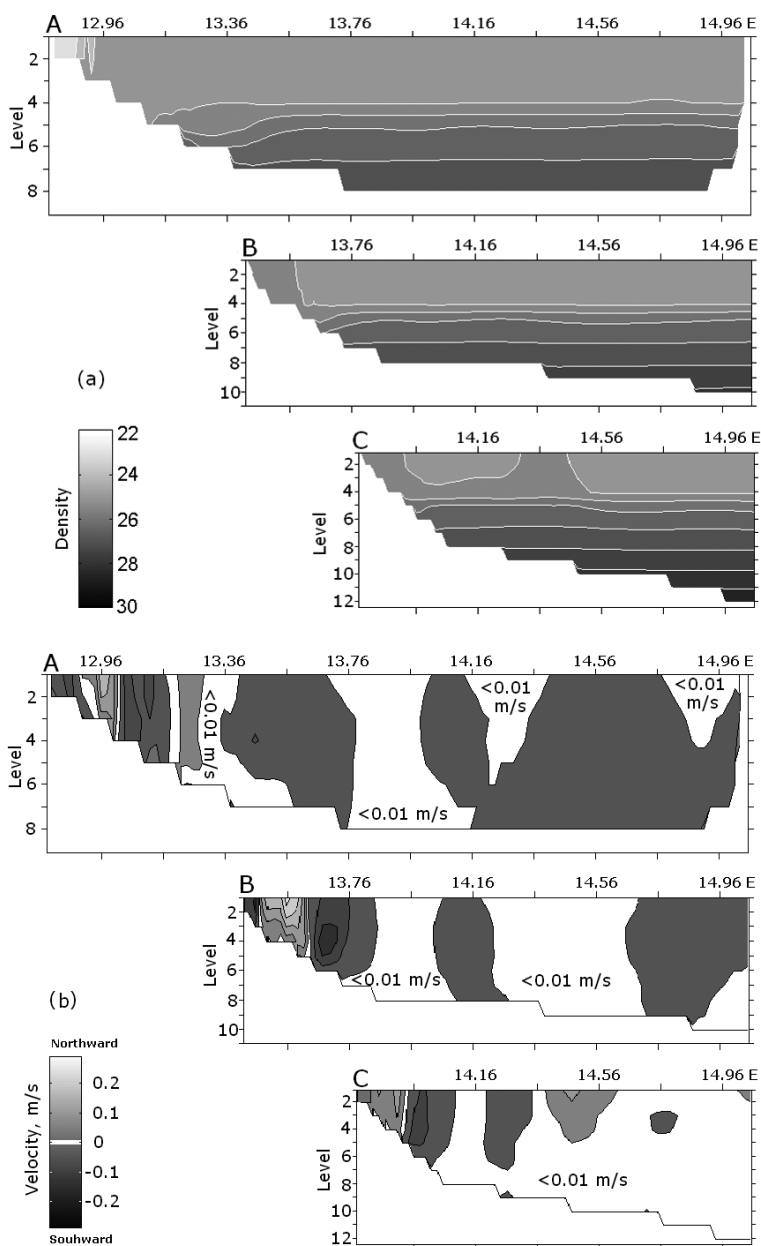 A 12.96 13.36 13.76 14.16 14.56 14.96 E
2
4
6
8
Level
B 13.76 14.16 14.56 14.96 E
2
4
6
8
10
Level
(a)
C 14.16 14.56 14.96 E
2
4
6
8
10
12
Level
22
24
26
28
30
Density
A 12.96 13.36 13.76 14.16 14.56 14.96 E
2
4
6
8
Level
<0.01 m/s
<0.01
m/s
<0.01
m/s
<0.01 m/s
B 13.76 14.16 14.56 14.96 E
2
4
6
8
10
Level
<0.01 m/s
<0.01 m/s
(b)
Northward
0.2
0.1
0
-0.1
-0.2
Velocity, m/s
Souhward
C 14.16 14.56 14.96 E
2
4
6
8
10
12
Level
<0.01 m/s